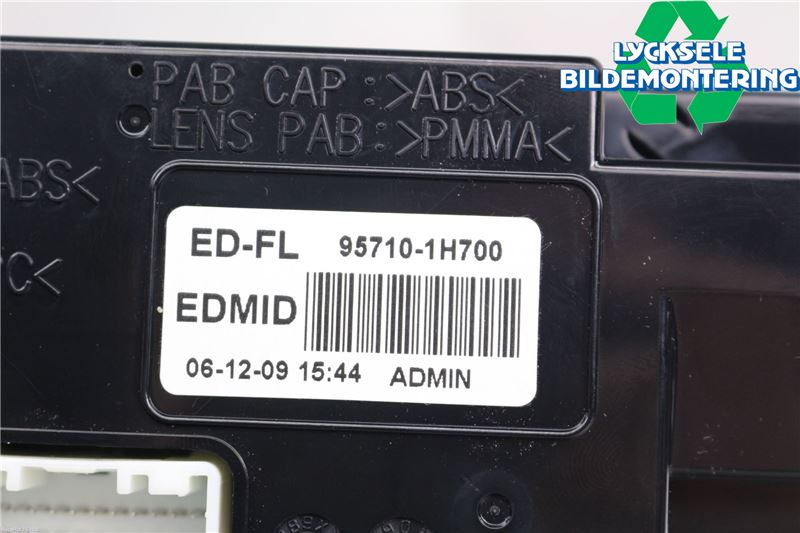 LYCKSELE
BILDEMONTERING
PAB CAP :>ABS<
LENS PAB:>PMMA<
ABS<
C<
ED-FL 95710-1H700
EDMID
06-12-09 15:44 ADMIN